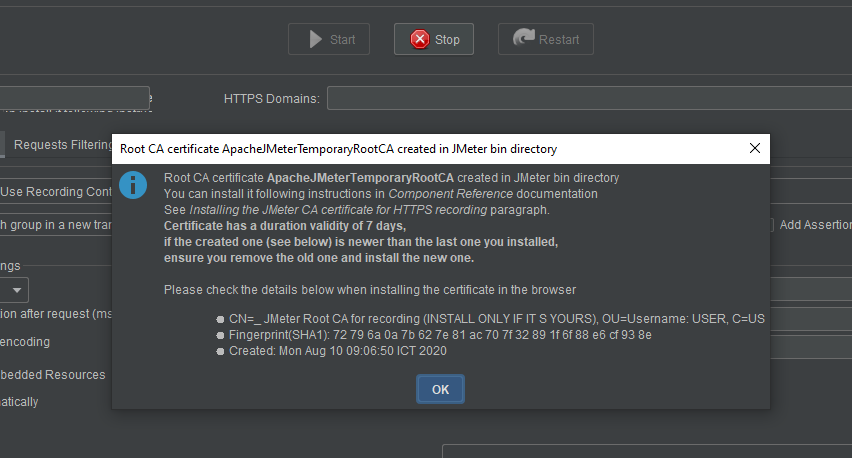 Start
Stop
Restart
HTTPS Domains:
Requests Filtering
Root CA certificate ApacheJMeterTemporaryRootCA created in JMeter bin directory
Root CA certificate ApacheJMeterTemporaryRootCA created in JMeter bin directory
You can install it following instructions in Component Reference documentation
See Installing the JMeter CA certificate for HTTPS recording paragraph.
Certificate has a duration validity of 7 days,
if the created one (see below) is newer than the last one you installed,
ensure you remove the old one and install the new one.
Please check the details below when installing the certificate in the browser
CN=_ JMeter Root CA for recording (INSTALL ONLY IF IT S YOURS), OU=Username: USER, C=US
Fingerprint(SHA1): 72 79 6a 0a 7b 62 7e 81 ac 70 7f 32 89 1f 6f 88 e6 cf 93 8e
Created: Mon Aug 10 09:06:50 ICT 2020
OK
Use Recording Cont
h group in a new tran
Add Assertion
ngs
ion after request (ms
encoding
bedded Resources
matically